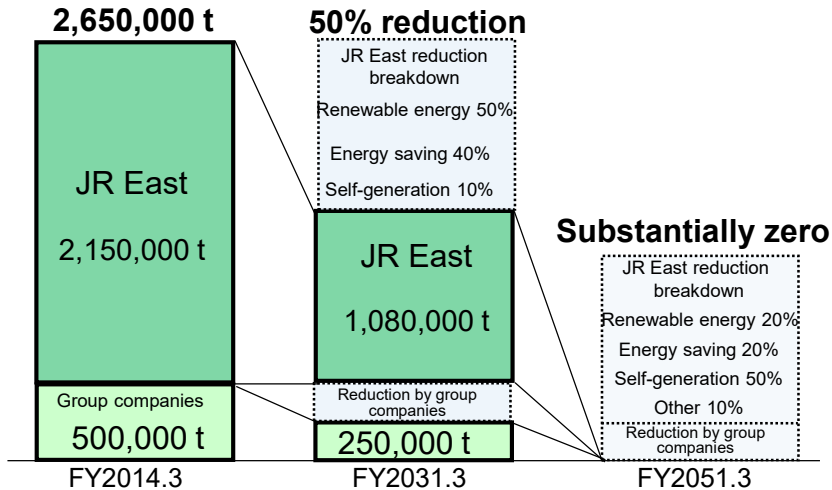 2,650,000 t
JR East
2,150,000 t
Group companies
500,000 t
FY2014.3
50% reduction
JR East reduction
breakdown
Renewable energy 50%
Energy saving 40%
Self-generation 10%
JR East
1,080,000 t
Reduction by group
companies
250,000 t
FY2031.3
Substantially zero
JR East reduction
breakdown
Renewable energy 20%
Energy saving 20%
Self-generation 50%
Other 10%
Reduction by group
companies
FY2051.3